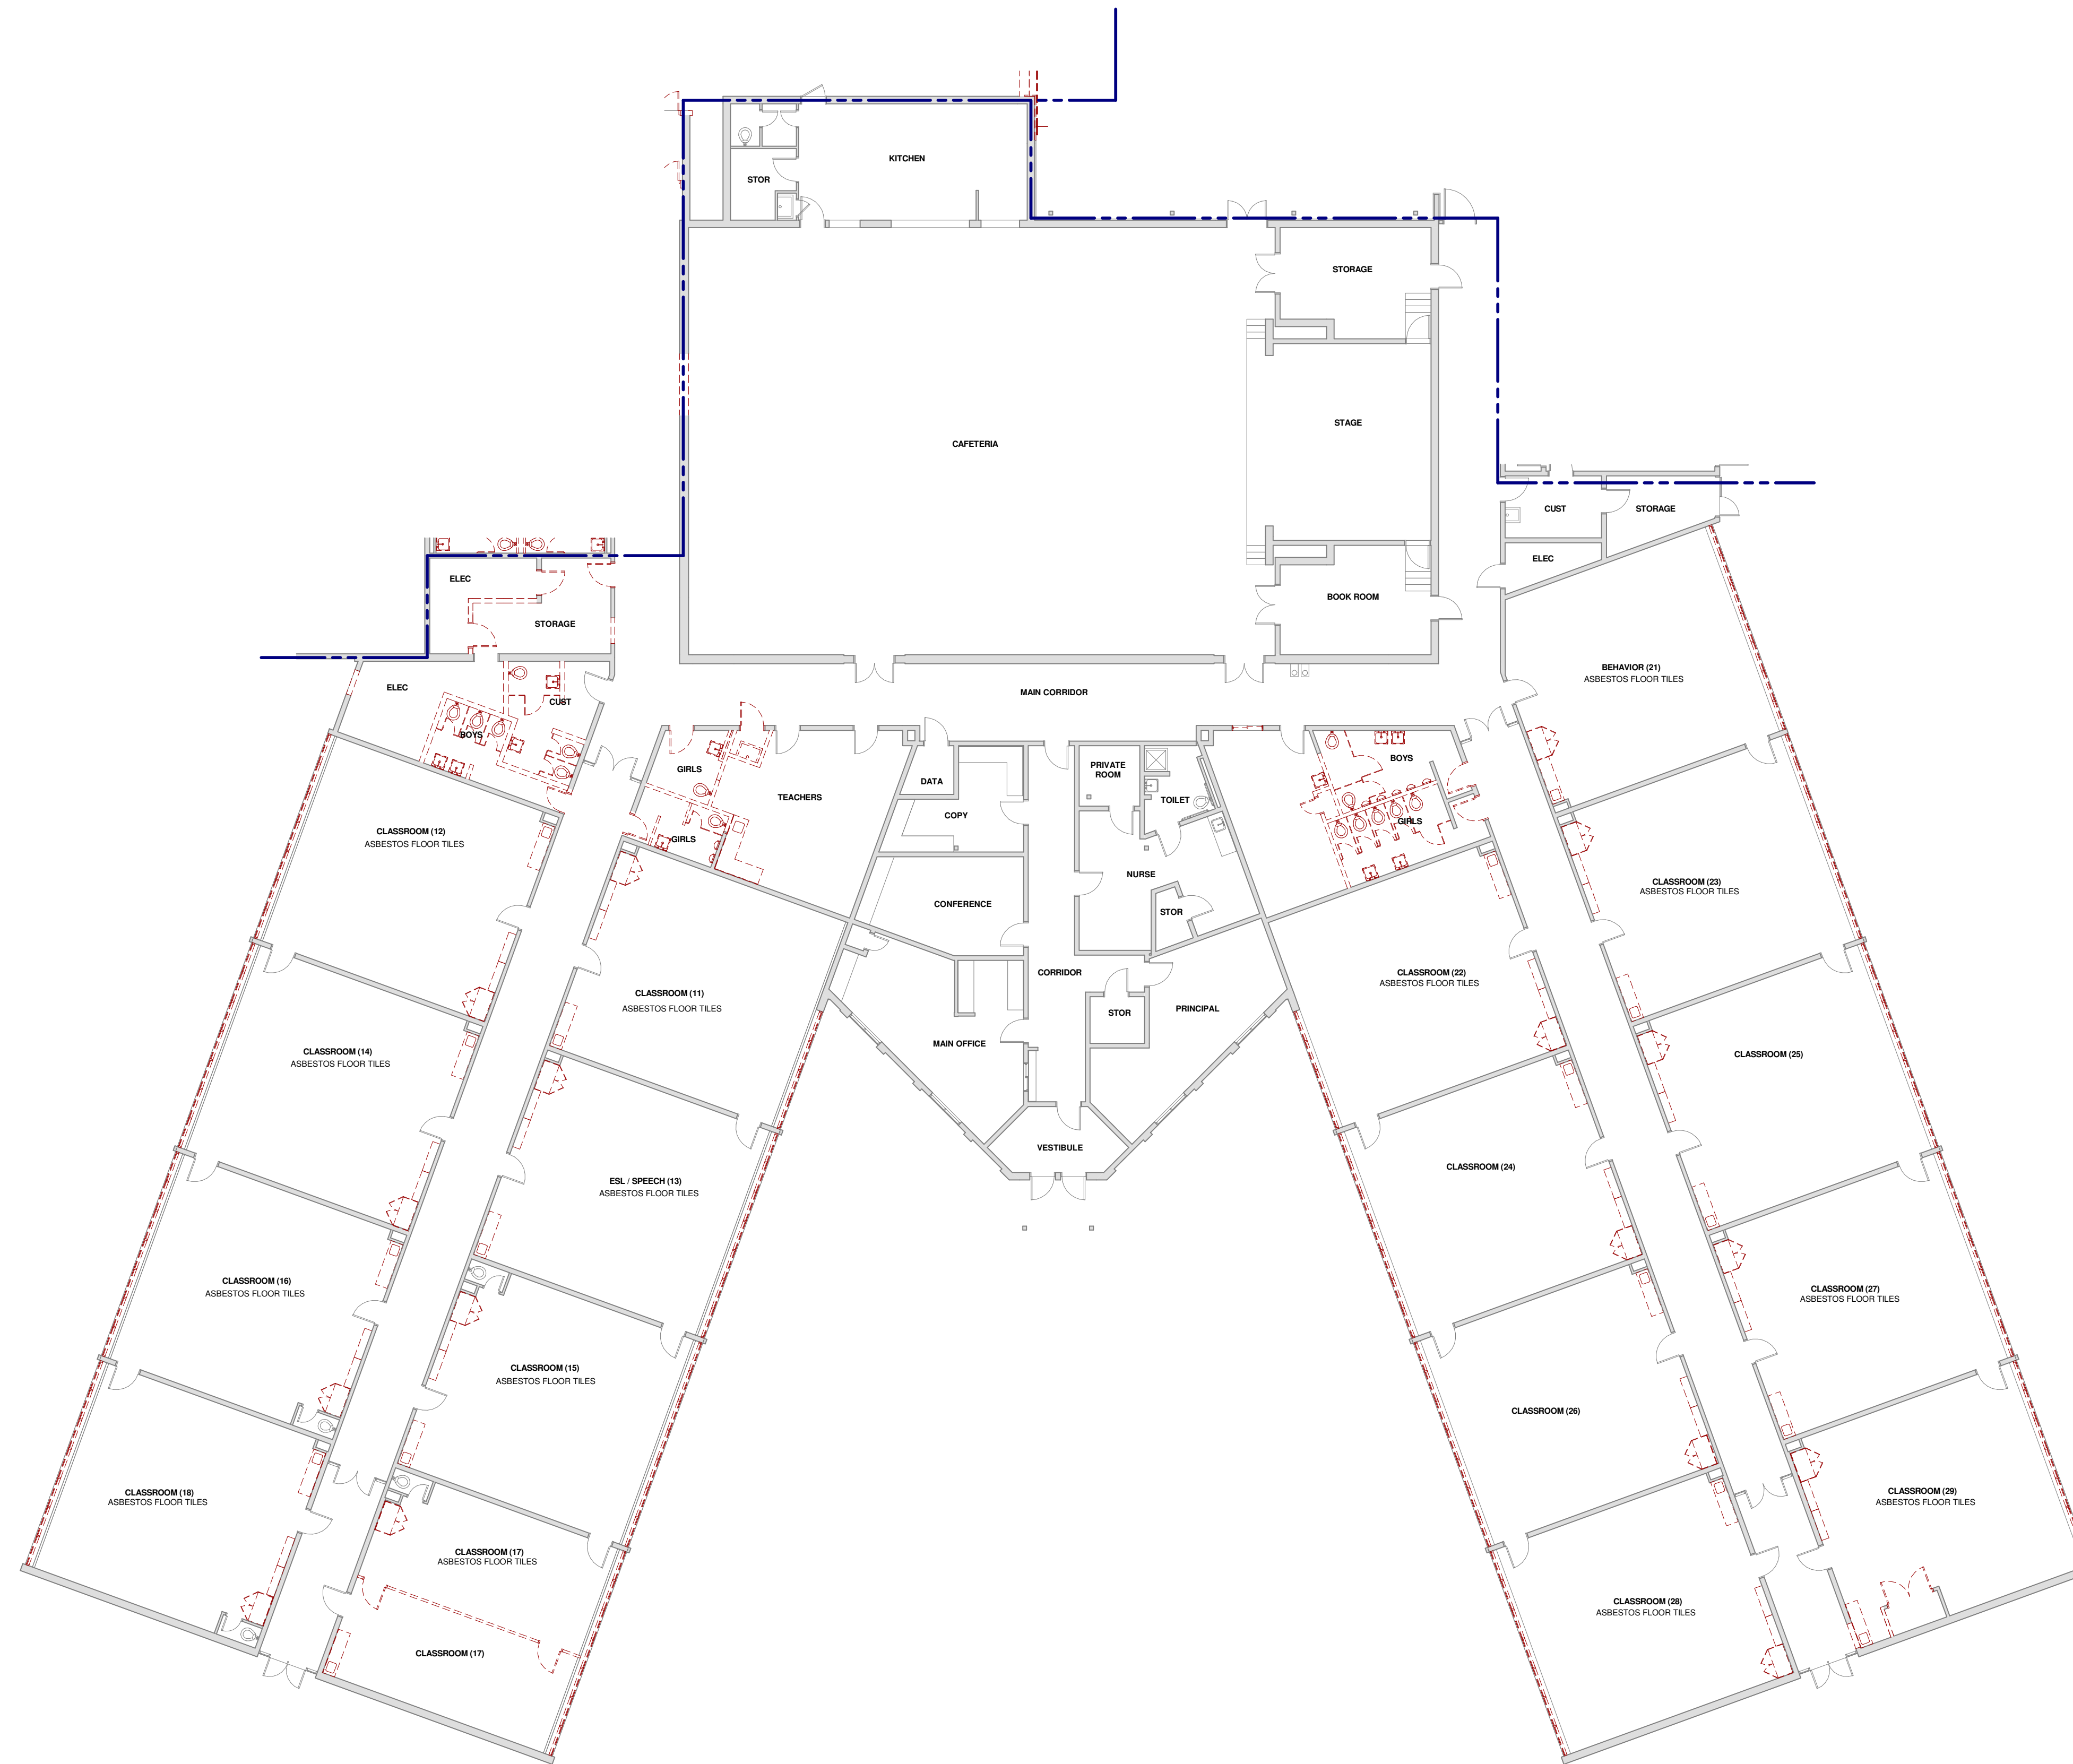 KITCHEN
STOR
STORAGE
STAGE
CAFETERIA
CUST
STORAGE
ELEC
ELEC
STORAGE
BOOK ROOM
BEHAVIOR (21)
ASBESTOS FLOOR TILES
ELEC
CUST
MAIN CORRIDOR
BOYS
BOYS
GIRLS
PRIVATE
ROOM
DATA
TEACHERS
TOILET
COPY
GIRLS
GIRLS
CLASSROOM (12)
ASBESTOS FLOOR TILES
NURSE
CLASSROOM (23)
ASBESTOS FLOOR TILES
CONFERENCE
STOR
CORRIDOR
CLASSROOM (22)
ASBESTOS FLOOR TILES
CLASSROOM (11)
ASBESTOS FLOOR TILES
STOR
PRINCIPAL
MAIN OFFICE
CLASSROOM (14)
ASBESTOS FLOOR TILES
CLASSROOM (25)
VESTIBULE
CLASSROOM (24)
ESL / SPEECH (13)
ASBESTOS FLOOR TILES
CLASSROOM (16)
ASBESTOS FLOOR TILES
CLASSROOM (27)
ASBESTOS FLOOR TILES
CLASSROOM (15)
ASBESTOS FLOOR TILES
CLASSROOM (26)
CLASSROOM (18)
ASBESTOS FLOOR TILES
CLASSROOM (29)
ASBESTOS FLOOR TILES
CLASSROOM (17)
ASBESTOS FLOOR TILES
CLASSROOM (28)
ASBESTOS FLOOR TILES
CLASSROOM (17)